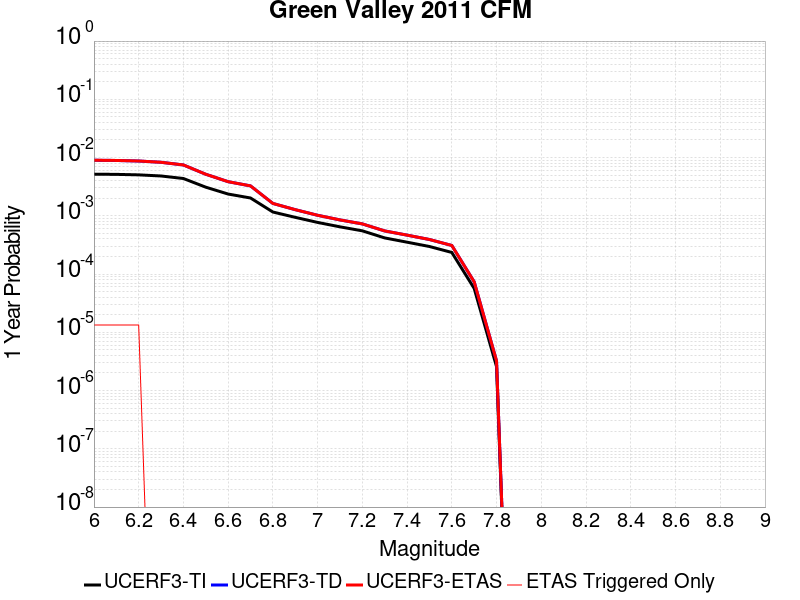 Green Valley 2011 CFM
10^0
10^-1
10^-2
10^-3
10^-4
10^-5
10^-6
10^-7
10^-8
1 Year Probability
6 6.2 6.4 6.6 6.8 7 7.2 7.4 7.6 7.8 8 8.2 8.4 8.6 8.8 9
Magnitude
UCERF3-TI UCERF3-TD UCERF3-ETAS ETAS Triggered Only